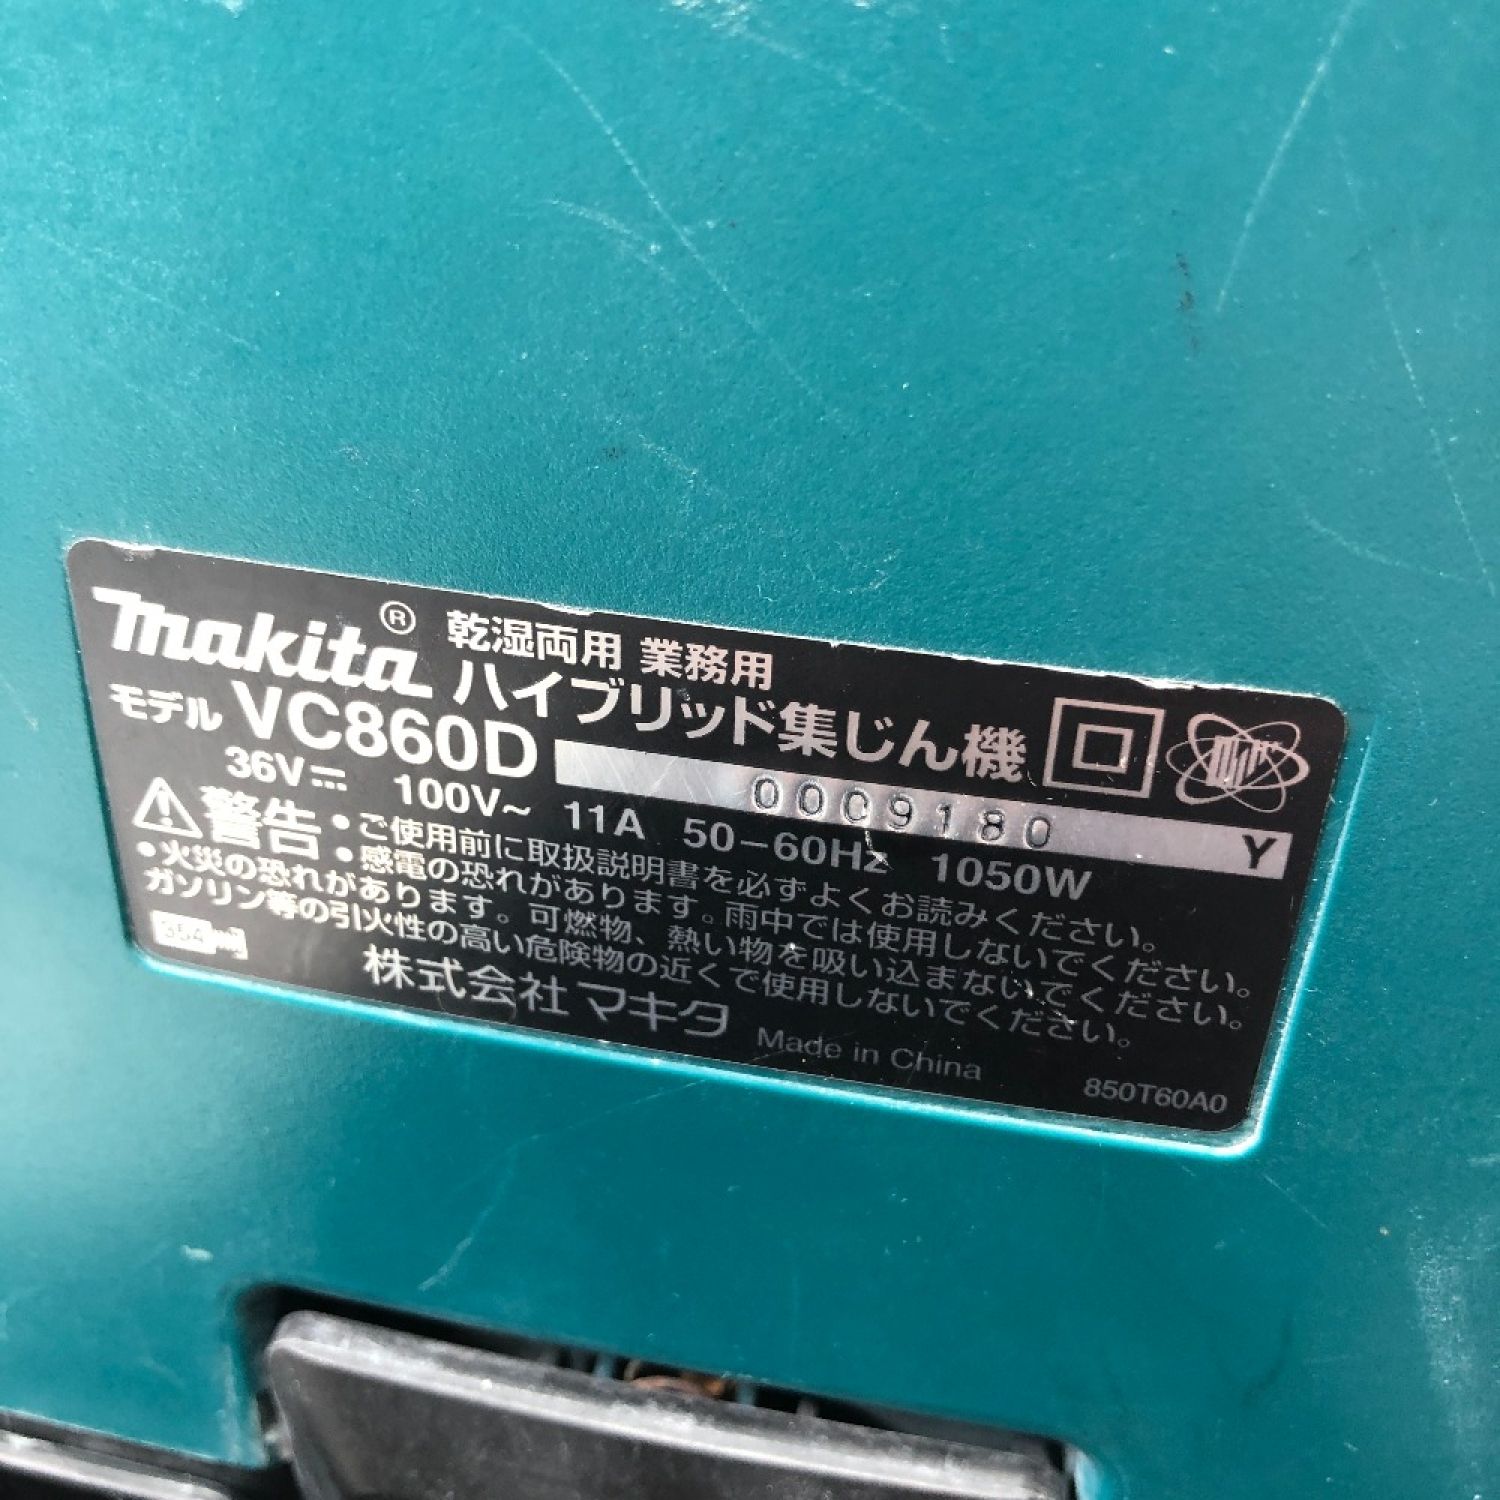 makita® 乾湿両用 業務用
ハイブリッド集じん機
モデル VC860D
0009180 Y
36V⎓ 100V~ 11A 50-60Hz 1050W
⚠警告 ・ご使用前に取扱説明書を必ずよくお読みください。
・感電の恐れがあります。雨中では使用しないでください。
・火災の恐れがあります。可燃物、熱い物を吸い込まないでください。
ガソリン等の引火性の高い危険物の近くで使用しないでください。
株式会社マキタ Made in China
850T60A0